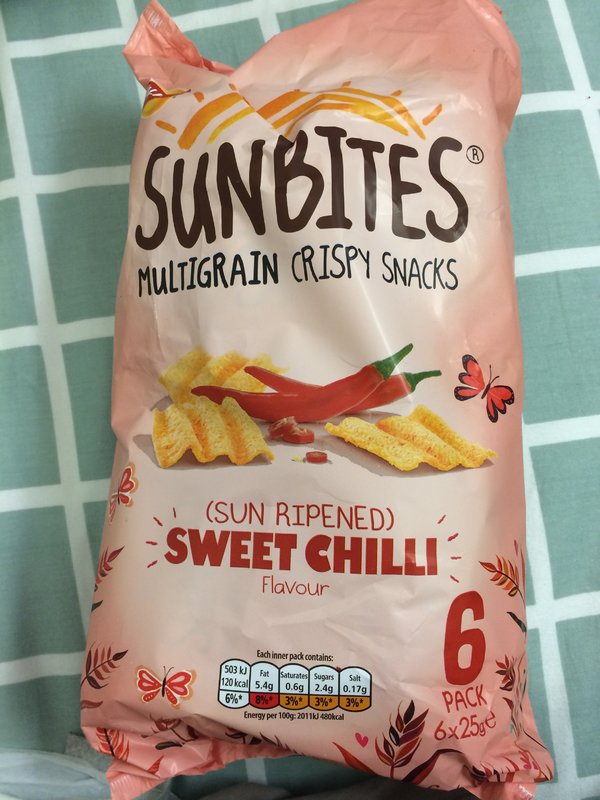 SUNBITES®
MULTIGRAIN CRISPY SNACKS
(SUN RIPENED)
SWEET CHILLI
Flavour
6
PACK
6x25g e
Each inner pack contains:
503 kJ
120 kcal
6%*
Fat
5.4g
8%*
Saturates
0.6g
3%*
Sugars
2.4g
3%*
Salt
0.17g
3%*
Energy per 100g: 2011kJ 480kcal